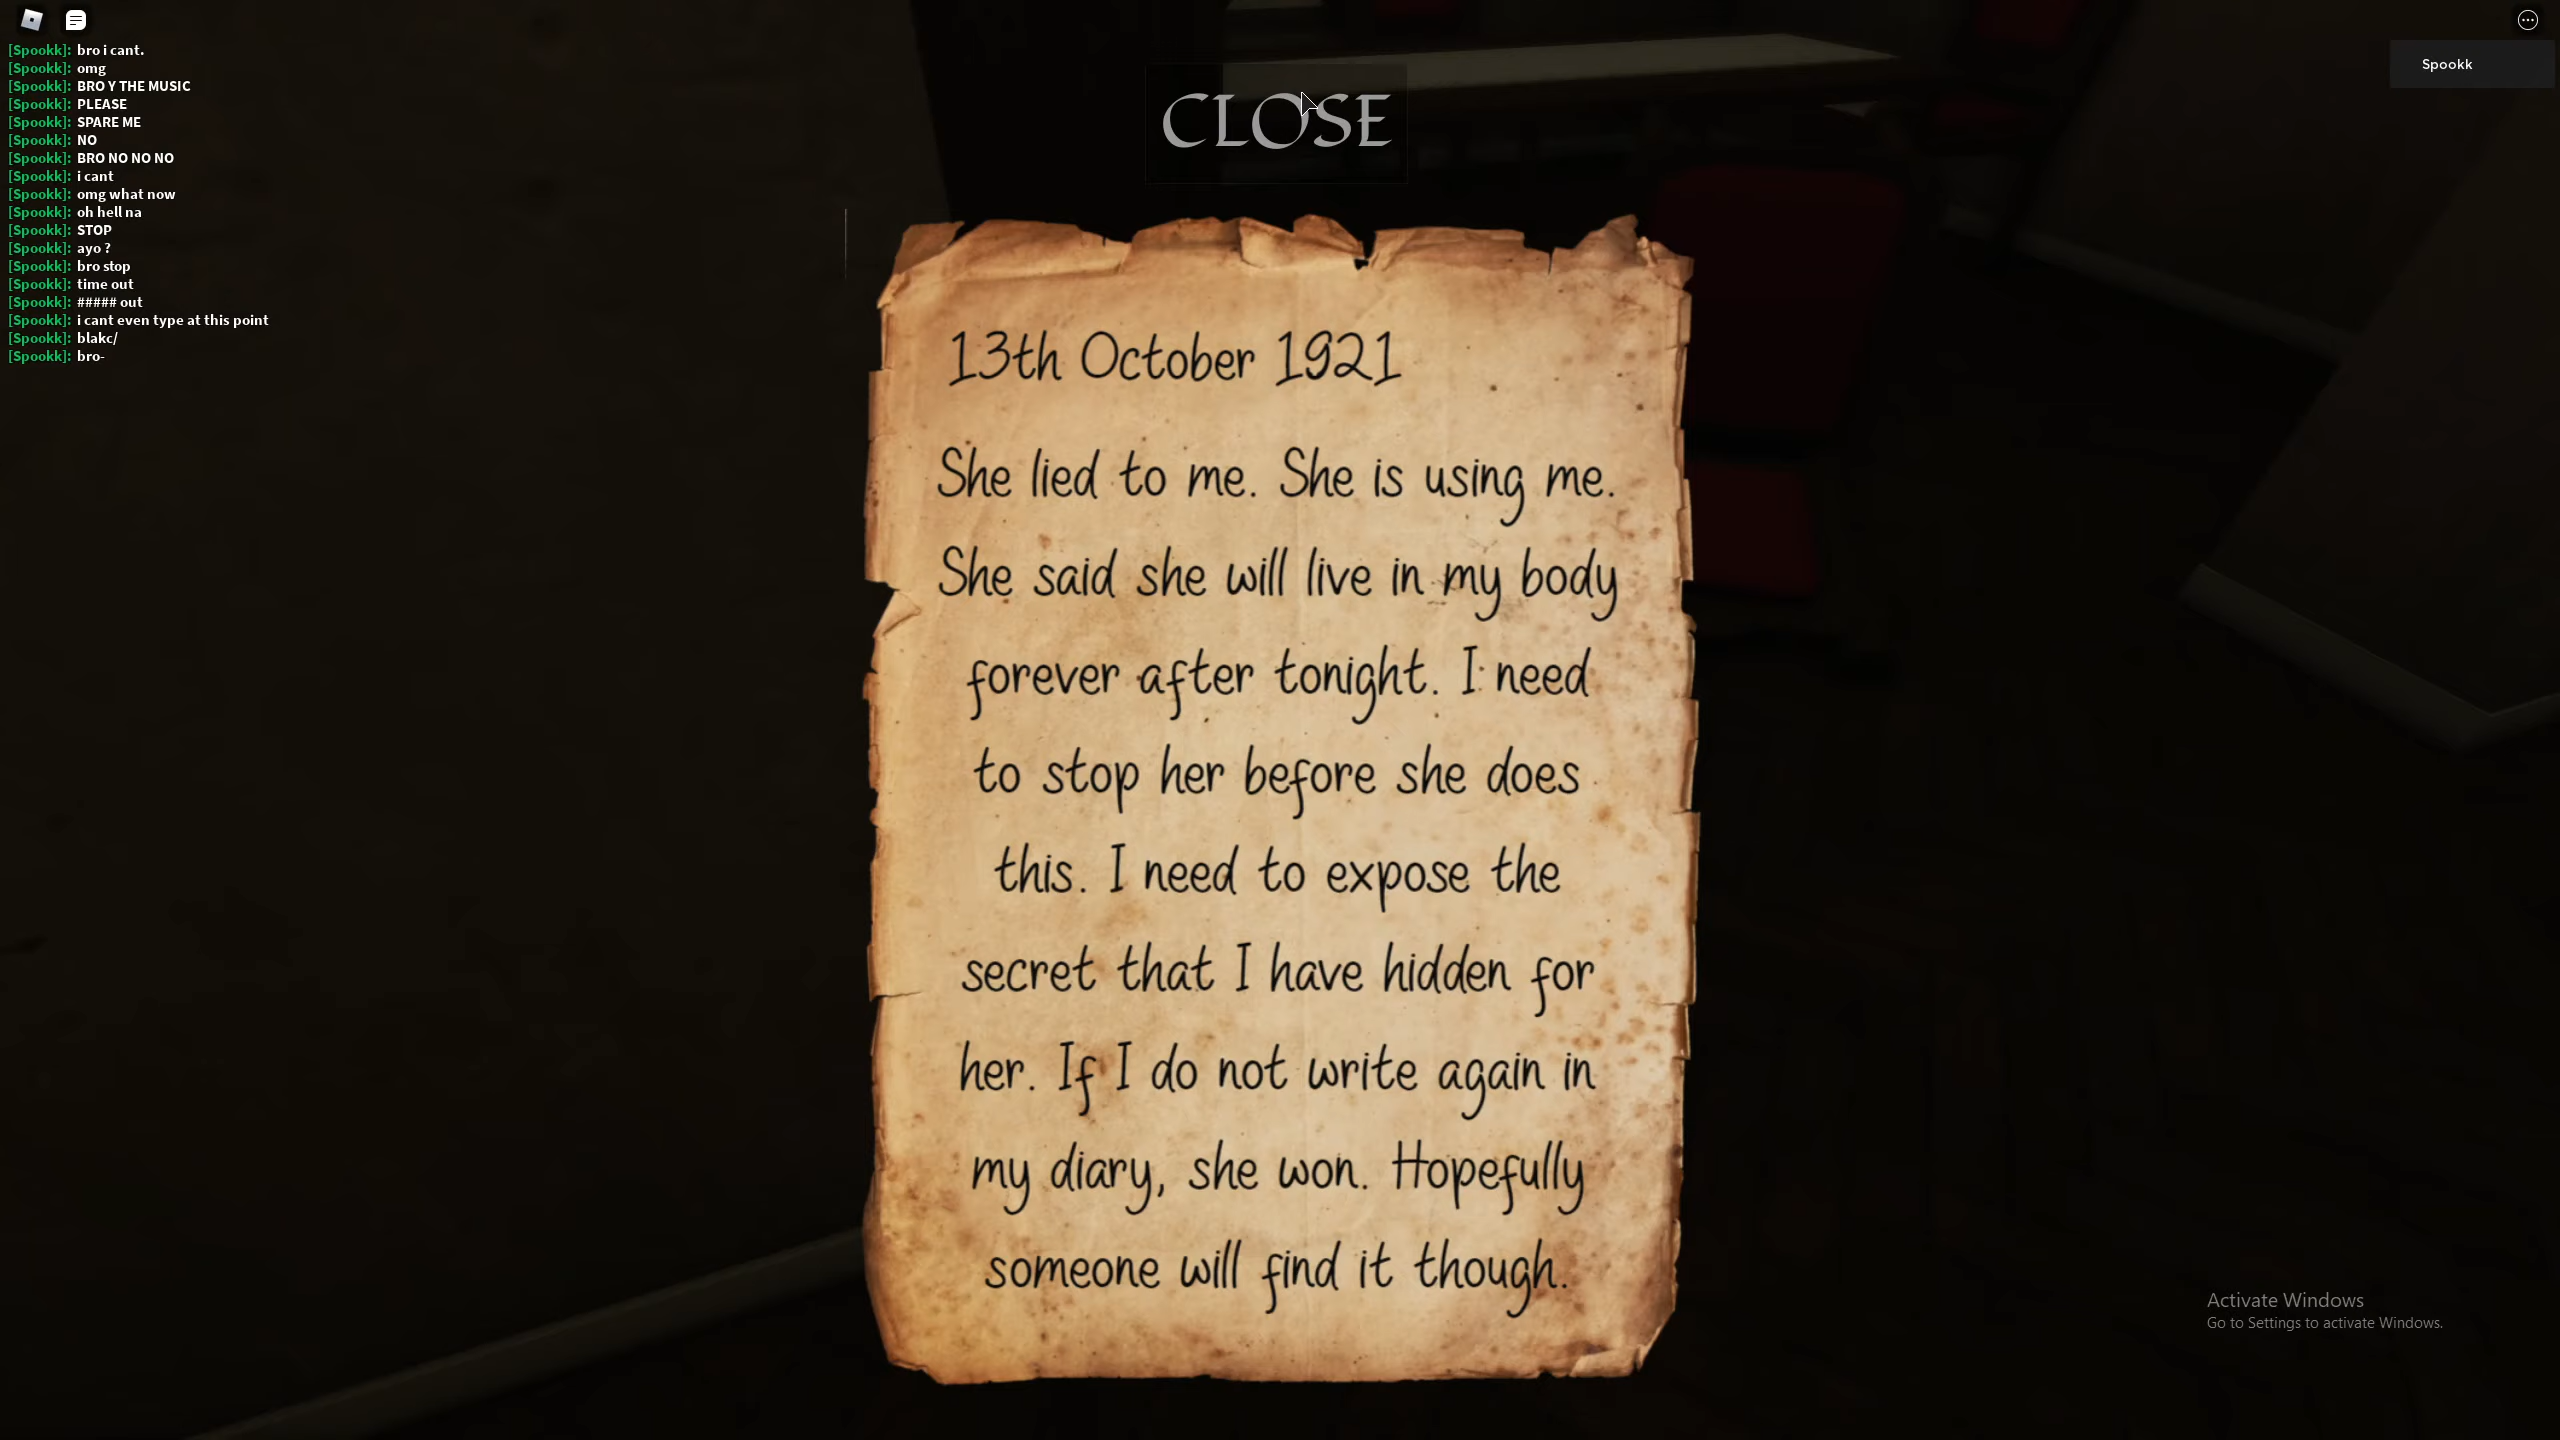 [Spookk]: bro i cant.
[Spookk]: omg
[Spookk]: BRO Y THE MUSIC
[Spookk]: PLEASE
[Spookk]: SPARE ME
[Spookk]: NO
[Spookk]: BRO NO NO NO
[Spookk]: i cant
[Spookk]: omg what now
[Spookk]: oh hell na
[Spookk]: STOP
[Spookk]: ayo ?
[Spookk]: bro stop
[Spookk]: time out
[Spookk]: ##### out
[Spookk]: i cant even type at this point
[Spookk]: blakc/
[Spookk]: bro-
Spookk
CLOSE
13th October 1921
She lied to me. She is using me.
She said she will live in my body
forever after tonight. I need
to stop her before she does
this. I need to expose the
secret that I have hidden for
her. If I do not write again in
my diary, she won. Hopefully
someone will find it though.
Activate Windows
Go to Settings to activate Windows.